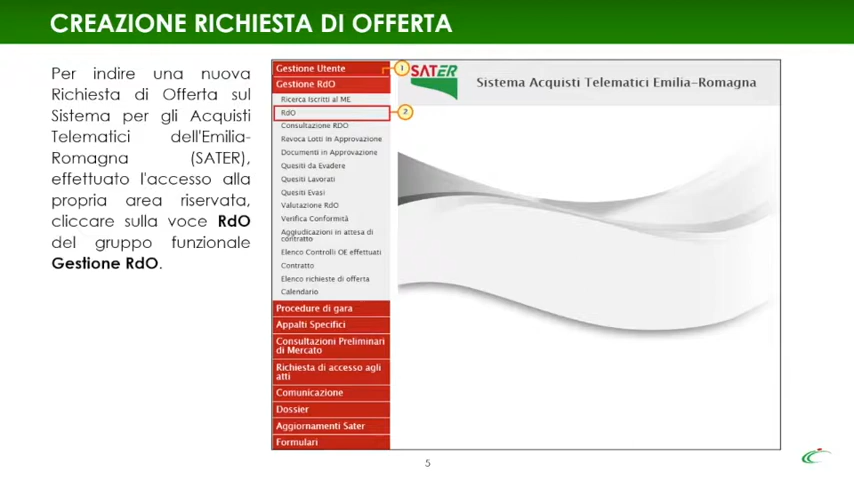 CREAZIONE RICHIESTA DI OFFERTA
Per indire una nuova
Richiesta di Offerta sul
Sistema per gli Acquisti
Telematici dell'Emilia-
Romagna (SATER),
effettuato l'accesso alla
propria area riservata,
cliccare sulla voce RdO
del gruppo funzionale
Gestione RdO.
Gestione Utente
1
Gestione RdO
Ricerca Iscritti al ME
RdO
2
Consultazione RDO
Revoca Lotti in Approvazione
Documenti in Approvazione
Quesiti da Evadere
Quesiti Lavorati
Quesiti Evasi
Valutazione RdO
Verifica Conformità
Aggiudicazioni in attesa di
contratto
Elenco Controlli OE effettuati
Contratto
Elenco richieste di offerta
Calendario
Procedure di gara
Appalti Specifici
Consultazioni Preliminari
di Mercato
Richiesta di accesso agli
atti
Comunicazione
Dossier
Aggiornamenti Sater
Formulari
SATER
Sistema Acquisti Telematici Emilia-Romagna
5